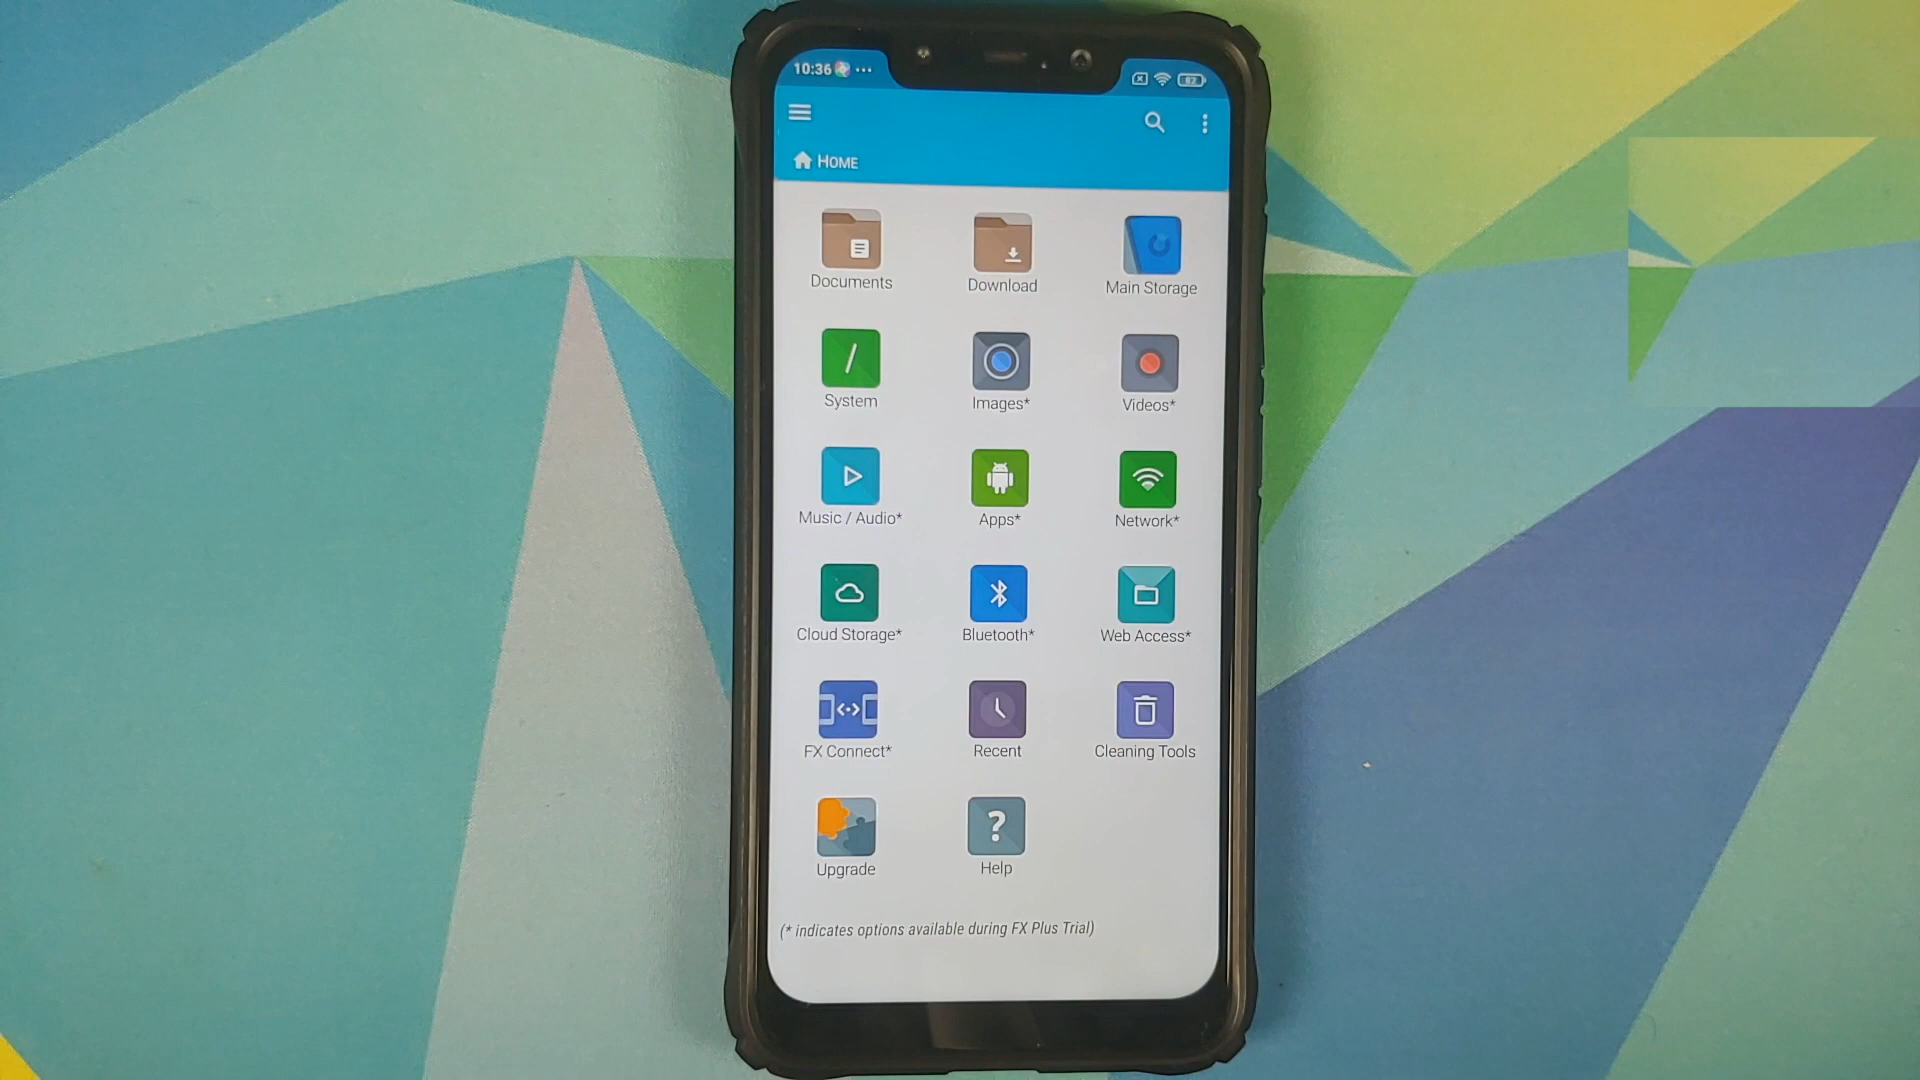 10:36
82
HOME
Documents Download Main Storage
System Images* Videos*
Music / Audio* Apps* Network*
Cloud Storage* Bluetooth* Web Access*
FX Connect* Recent Cleaning Tools
Upgrade Help
(* indicates options available during FX Plus Trial)